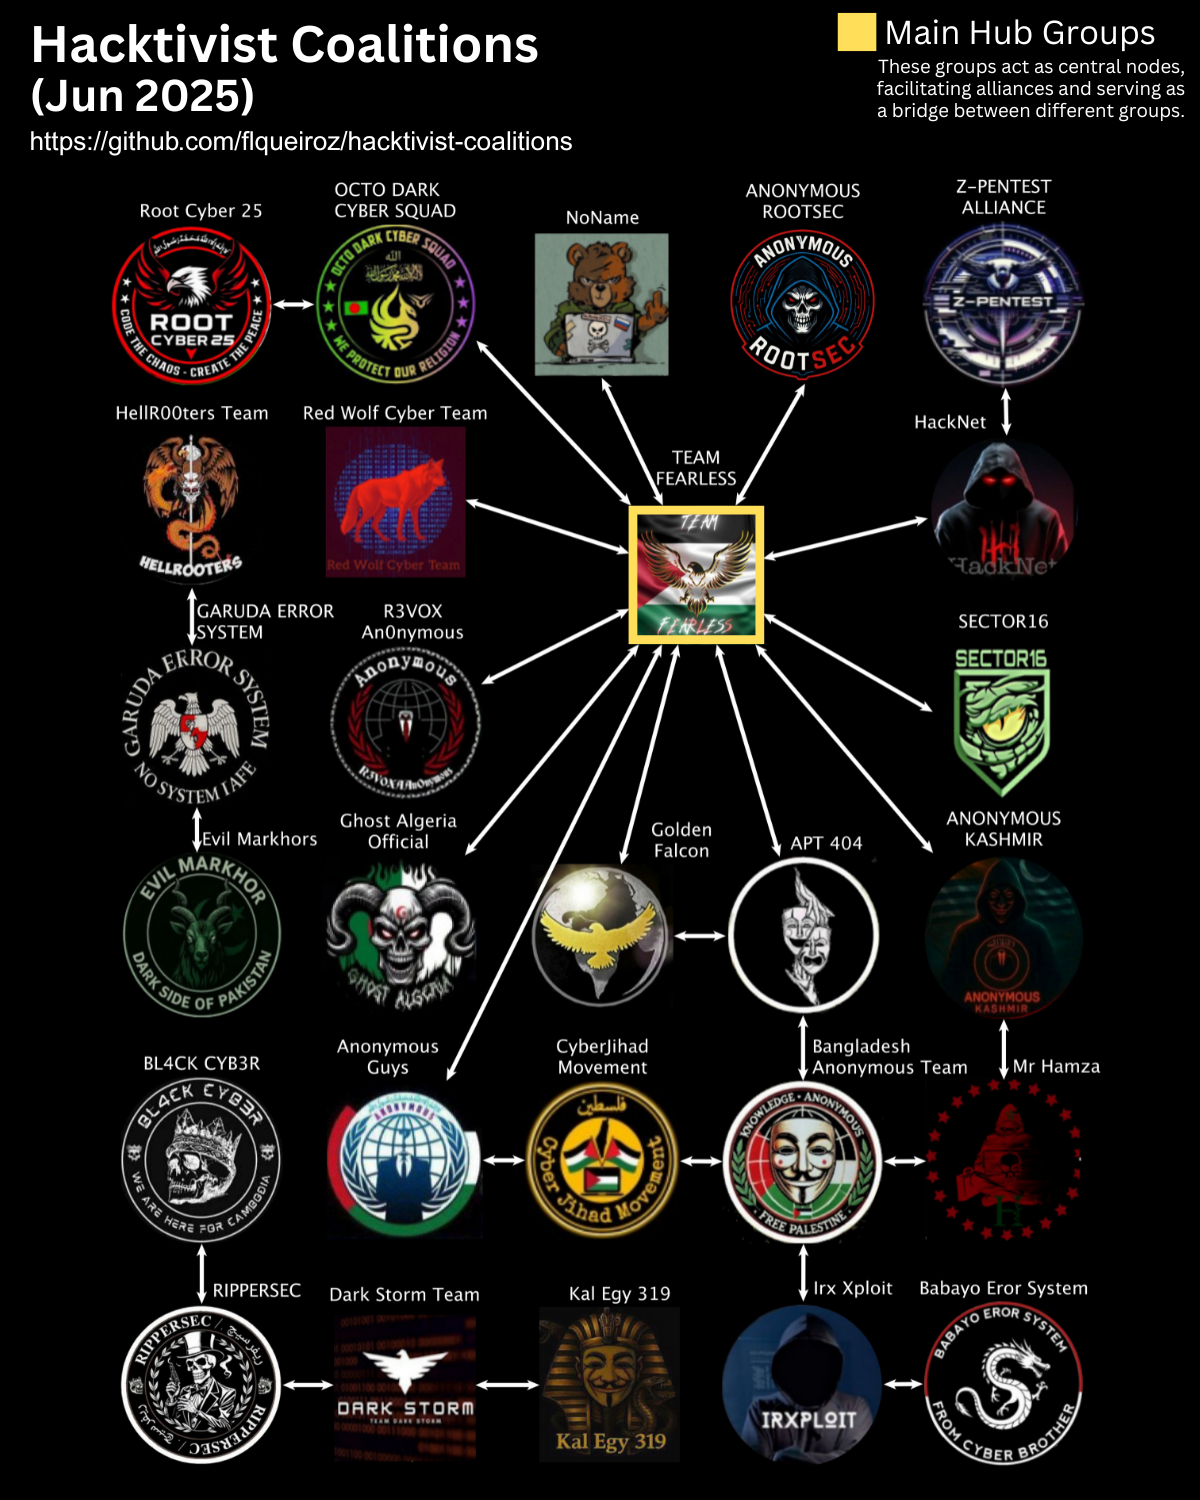 Hacktivist Coalitions
(Jun 2025)
https://github.com/flqueiroz/hacktivist-coalitions
Main Hub Groups
These groups act as central nodes,
facilitating alliances and serving as
a bridge between different groups.
Root Cyber 25
CODE THE CHAOS - CREATE THE PEACE
ROOT
CYBER 25
OCTO DARK
CYBER SQUAD
OCTO DARK CYBER SQUAD
الله
WE PROTECT OUR RELIGION
NoName
ANONYMOUS
ROOTSEC
ANONYMOUS
ROOTSEC
Z-PENTEST
ALLIANCE
Z-PENTEST
HellR00ters Team
HELLROOTERS
Red Wolf Cyber Team
Red Wolf Cyber Team
TEAM
FEARLESS
TEAM
FEARLESS
HackNet
HackNet
GARUDA ERROR
SYSTEM
GARUDA ERROR SYSTEM
NO SYSTEM IAFE
R3VOX
An0nymous
Anonymous
SECTOR16
SECTOR16
Evil Markhors
EVIL MARKHOR
DARK SIDE OF PAKISTAN
Ghost Algeria
Official
GHOST ALGERIA
Golden
Falcon
APT 404
ANONYMOUS
KASHMIR
ANONYMOUS
KASHMIR
BL4CK CYB3R
BL4CK CYB3R
WE ARE HERE FOR CAMBODIA
Anonymous
Guys
ANONYMOUS
CyberJihad
Movement
فلسطين
Cyber Jihad Movement
Bangladesh
Anonymous Team
KNOWLEDGE • ANONYMOUS
• FREE PALESTINE •
Mr Hamza
H
RIPPERSEC
RIPPERSEC
RIPPERSEC
Dark Storm Team
DARK STORM
TEAM DARK STORM
Kal Egy 319
Kal Egy 319
Irx Xploit
IRXPLOIT
Babayo Eror System
BABAYO EROR SYSTEM
FROM CYBER BROTHER